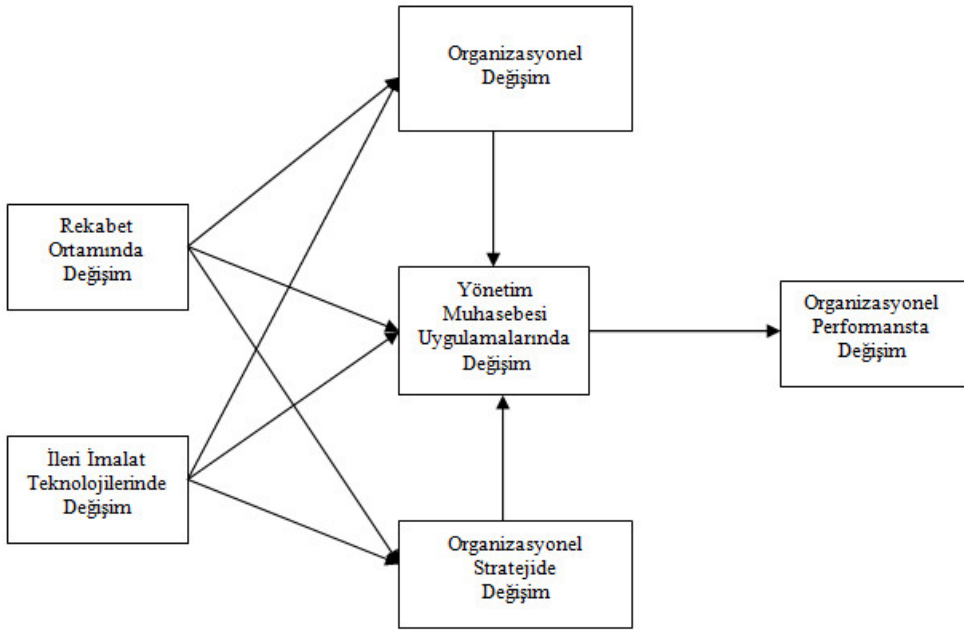 Organizasyonel
Değişim
Rekabet
Ortamında
Değişim
Yönetim
Muhasebesi
Uygulamalarında
Değişim
Organizasyonel
Performansta
Değişim
İleri İmalat
Teknolojilerinde
Değişim
Organizasyonel
Stratejide
Değişim